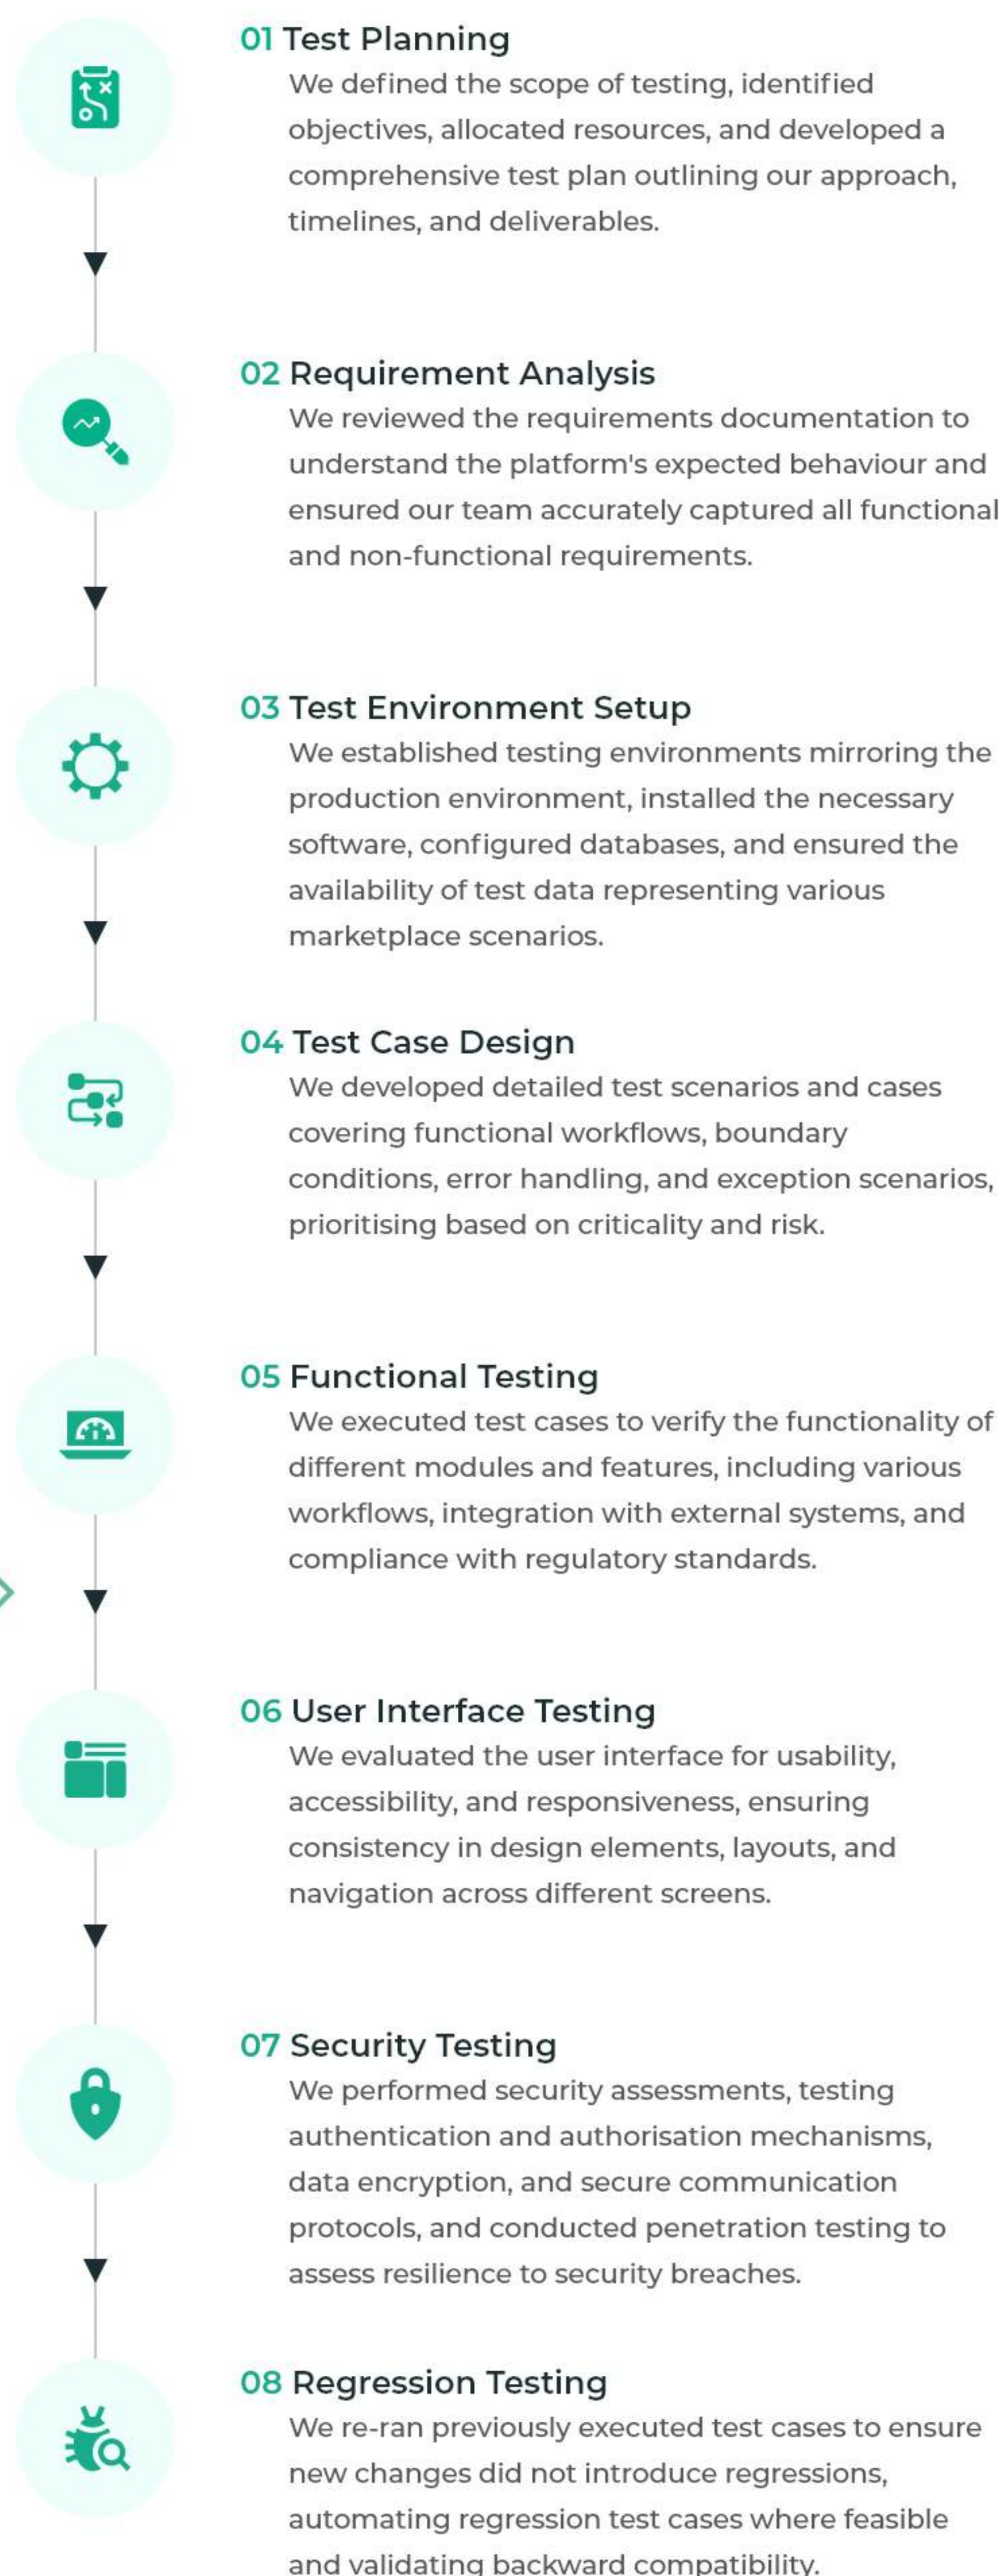 01 Test Planning
We defined the scope of testing, identified
objectives, allocated resources, and developed a
comprehensive test plan outlining our approach,
timelines, and deliverables.
02 Requirement Analysis
We reviewed the requirements documentation to
understand the platform's expected behaviour and
ensured our team accurately captured all functional
and non-functional requirements.
03 Test Environment Setup
We established testing environments mirroring the
production environment, installed the necessary
software, configured databases, and ensured the
availability of test data representing various
marketplace scenarios.
04 Test Case Design
We developed detailed test scenarios and cases
covering functional workflows, boundary
conditions, error handling, and exception scenarios,
prioritising based on criticality and risk.
05 Functional Testing
We executed test cases to verify the functionality of
different modules and features, including various
workflows, integration with external systems, and
compliance with regulatory standards.
06 User Interface Testing
We evaluated the user interface for usability,
accessibility, and responsiveness, ensuring
consistency in design elements, layouts, and
navigation across different screens.
07 Security Testing
We performed security assessments, testing
authentication and authorisation mechanisms,
data encryption, and secure communication
protocols, and conducted penetration testing to
assess resilience to security breaches.
08 Regression Testing
We re-ran previously executed test cases to ensure
new changes did not introduce regressions,
automating regression test cases where feasible
and validating backward compatibility.